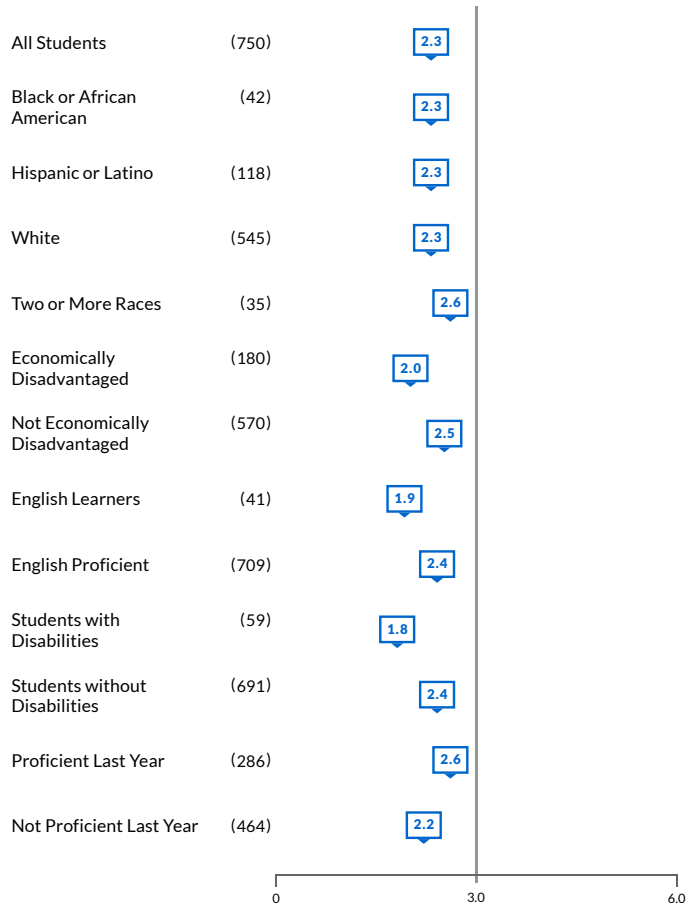 All Students (750) 2.3
Black or African (42) 2.3
American
Hispanic or Latino (118) 2.3
White (545) 2.3
Two or More Races (35) 2.6
Economically (180) 2.0
Disadvantaged
Not Economically (570) 2.5
Disadvantaged
English Learners (41) 1.9
English Proficient (709) 2.4
Students with (59) 1.8
Disabilities
Students without (691) 2.4
Disabilities
Proficient Last Year (286) 2.6
Not Proficient Last Year (464) 2.2
0 3.0 6.0